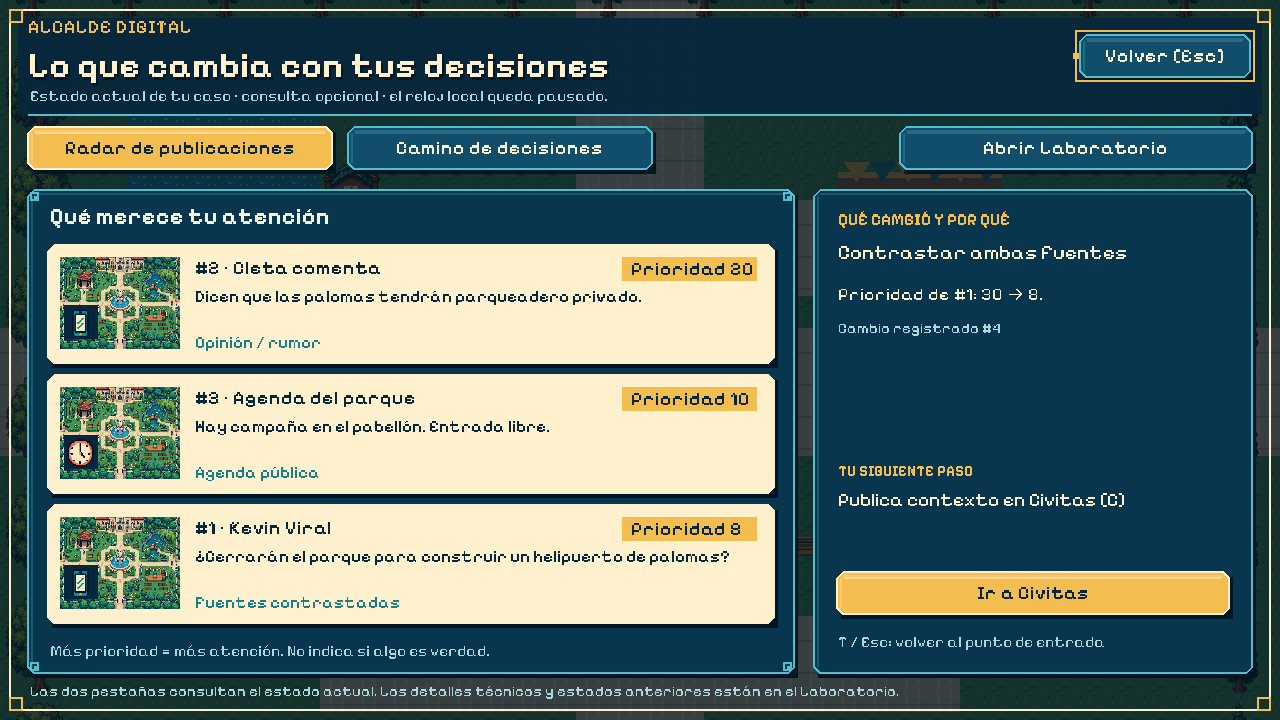 ALCALDE DIGITAL
Lo que cambia con tus decisiones
Estado actual de tu caso · consulta opcional · el reloj local queda pausado.
Volver (Esc)
Radar de publicaciones
Camino de decisiones
Abrir Laboratorio
Qué merece tu atención
#2 · Cleta comenta
Prioridad 20
Dicen que las palomas tendrán parqueadero privado.
Opinión / rumor
#3 · Agenda del parque
Prioridad 10
Hay campaña en el pabellón. Entrada libre.
Agenda pública
#1 · Kevin Viral
Prioridad 8
¿Cerrarán el parque para construir un helipuerto de palomas?
Fuentes contrastadas
Más prioridad = más atención. No indica si algo es verdad.
QUÉ CAMBIÓ Y POR QUÉ
Contrastar ambas fuentes
Prioridad de #1: 30 → 8.
Cambio registrado #4
TU SIGUIENTE PASO
Publica contexto en Civitas (C)
Ir a Civitas
↑ / Esc: volver al punto de entrada
Las dos pestañas consultan el estado actual. Los detalles técnicos y estados anteriores están en el Laboratorio.